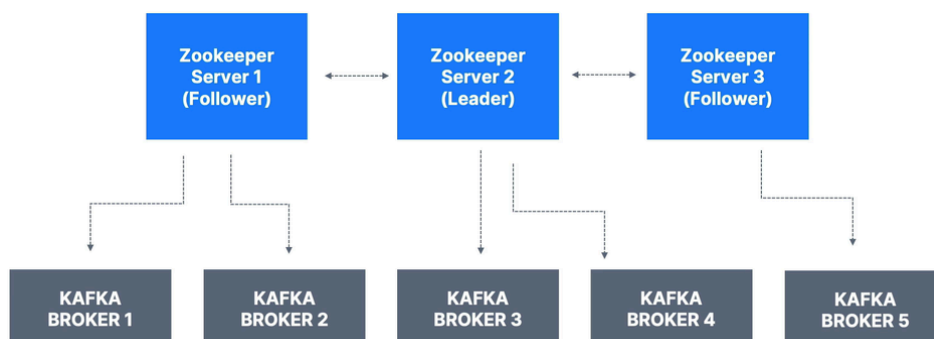 Zookeeper
Server 1
(Follower)
Zookeeper
Server 2
(Leader)
Zookeeper
Server 3
(Follower)
KAFKA
BROKER 1
KAFKA
BROKER 2
KAFKA
BROKER 3
KAFKA
BROKER 4
KAFKA
BROKER 5